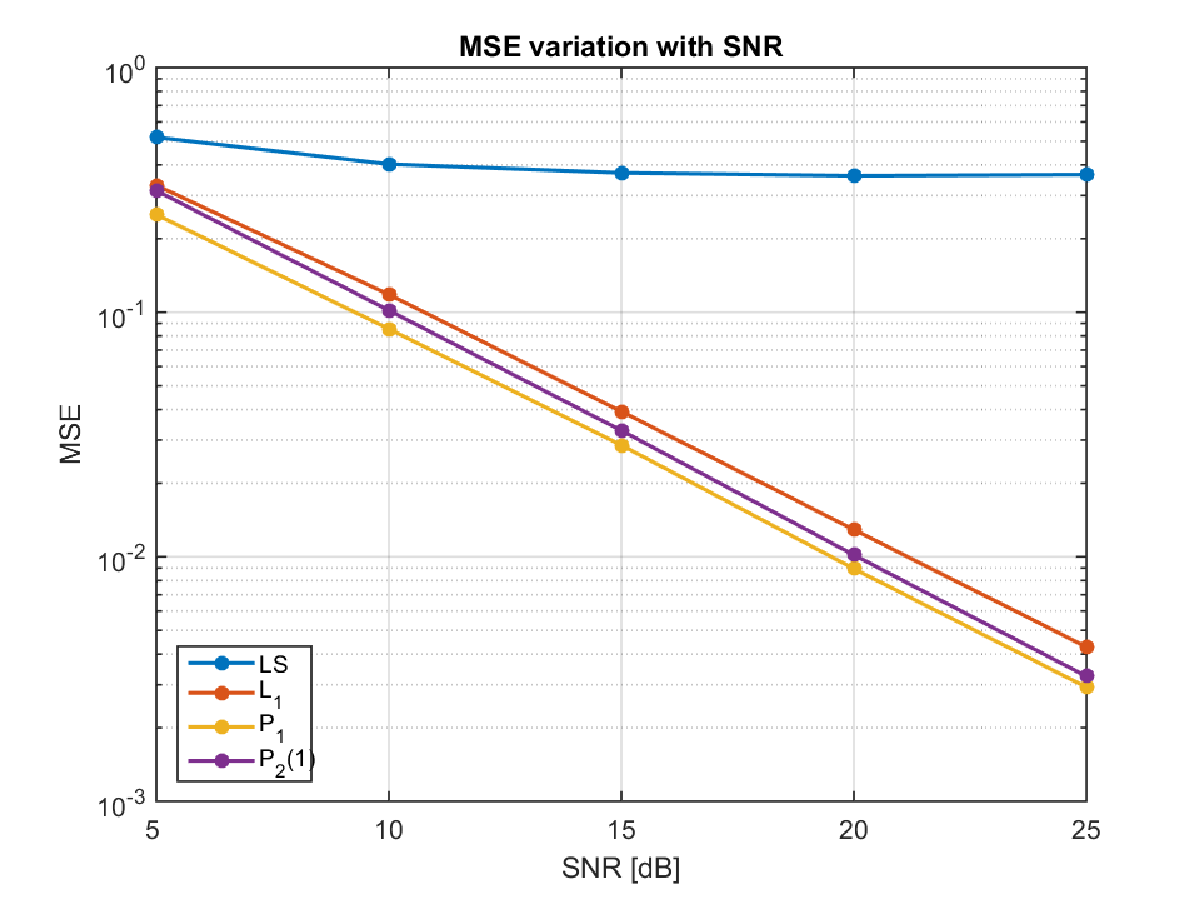 MSE variation with SNR
10^0
10^-1
10^-2
10^-3
MSE
LS
L_1
P_1
P_2(1)
5 10 15 20 25
SNR [dB]